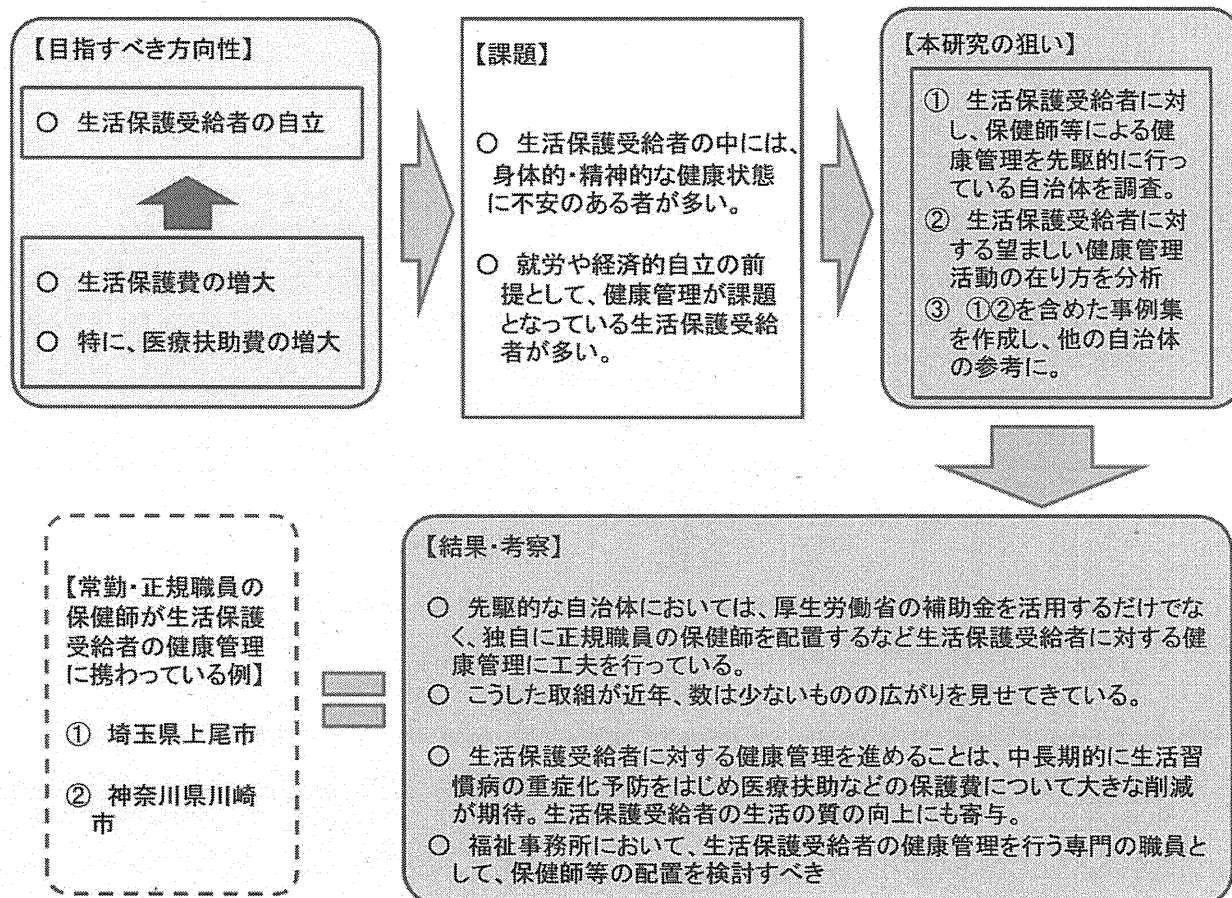 【目指すべき方向性】
○ 生活保護受給者の自立
○ 生活保護費の増大
○ 特に、医療扶助費の増大
【課題】
○ 生活保護受給者の中には、
身体的・精神的な健康状態
に不安のある者が多い。
○ 就労や経済的自立の前
提として、健康管理が課題
となっている生活保護受給
者が多い。
【本研究の狙い】
① 生活保護受給者に対
し、保健師等による健
康管理を先駆的に行っ
ている自治体を調査。
② 生活保護受給者に対
する望ましい健康管理
活動の在り方を分析
③ ①②を含めた事例集
を作成し、他の自治体
の参考に。
【常勤・正規職員の
保健師が生活保護
受給者の健康管理
に携わっている例】
① 埼玉県上尾市
② 神奈川県川崎
市
【結果・考察】
○ 先駆的な自治体においては、厚生労働省の補助金を活用するだけでな
く、独自に正規職員の保健師を配置するなど生活保護受給者に対する健
康管理に工夫を行っている。
○ こうした取組が近年、数は少ないものの広がりを見せてきている。
○ 生活保護受給者に対する健康管理を進めることは、中長期的に生活習
慣病の重症化予防をはじめ医療扶助などの保護費について大きな削減
が期待。生活保護受給者の生活の質の向上にも寄与。
○ 福祉事務所において、生活保護受給者の健康管理を行う専門の職員と
して、保健師等の配置を検討すべき